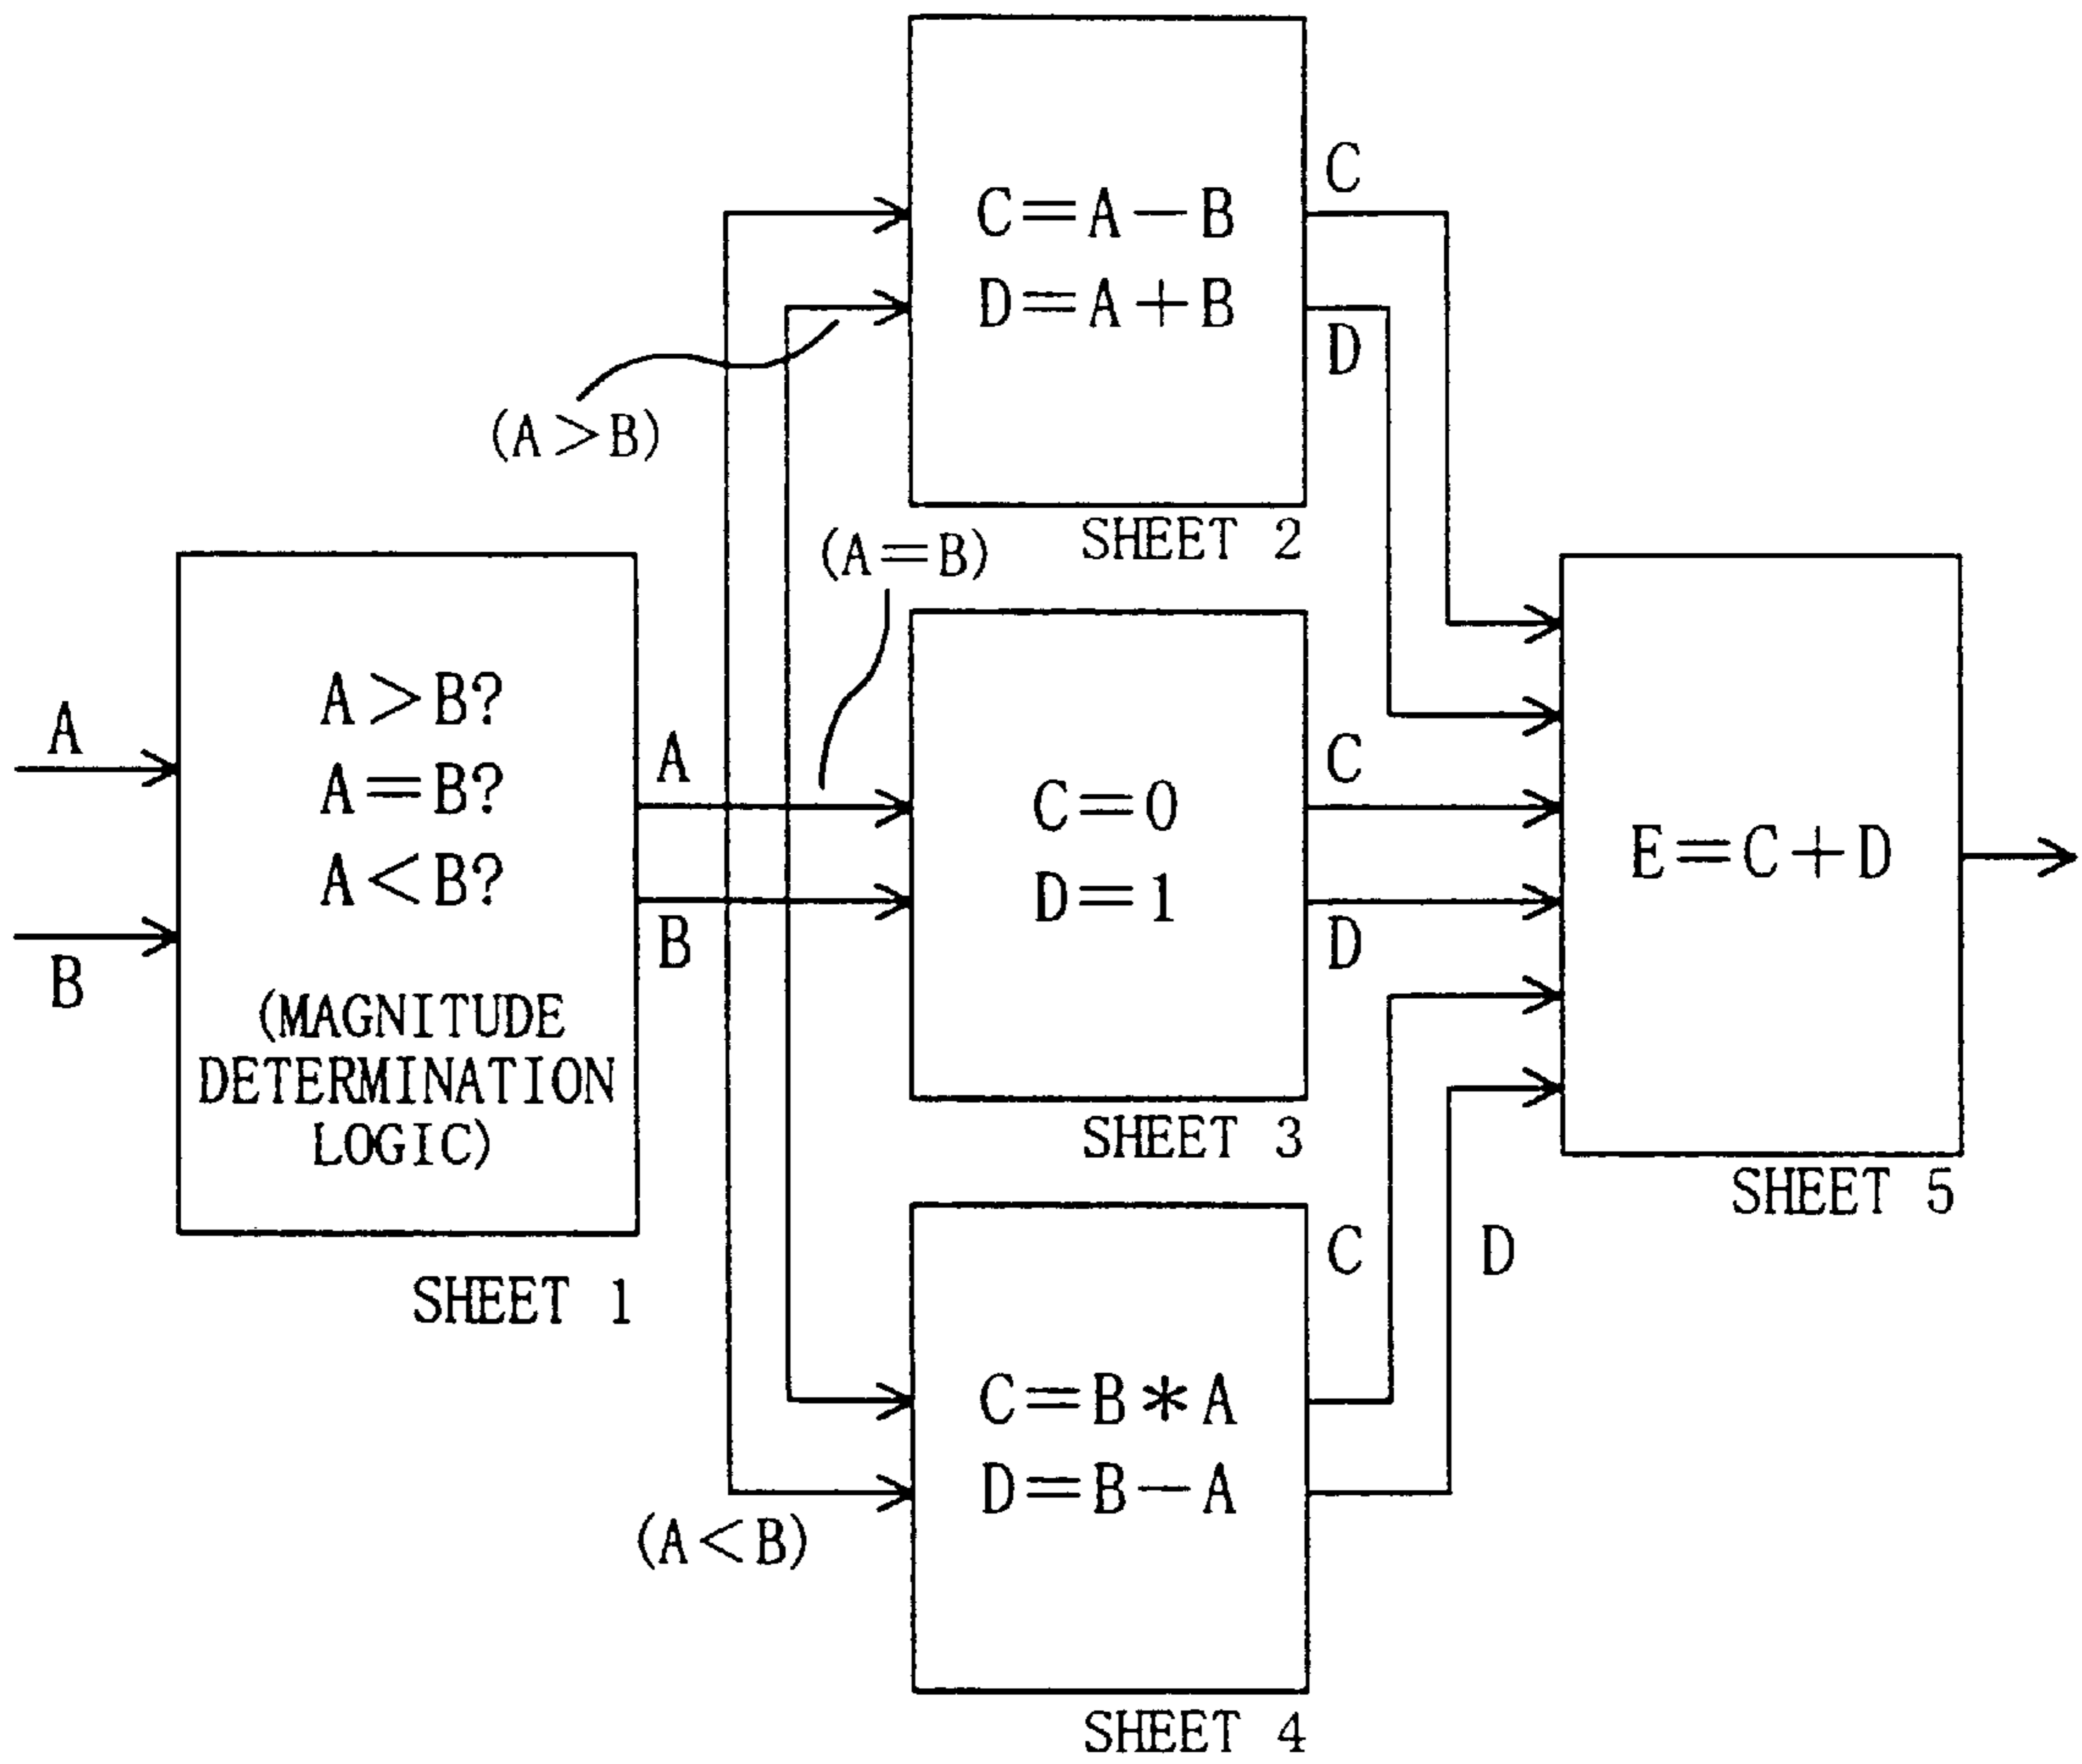 A
B
A>B?
A=B?
A<B?
(MAGNITUDE
DETERMINATION
LOGIC)
SHEET 1
A
B
(A>B)
(A=B)
(A<B)
C=A-B
D=A+B
SHEET 2
C
D
C=0
D=1
SHEET 3
C
D
C=B*A
D=B-A
SHEET 4
C
D
E=C+D
SHEET 5